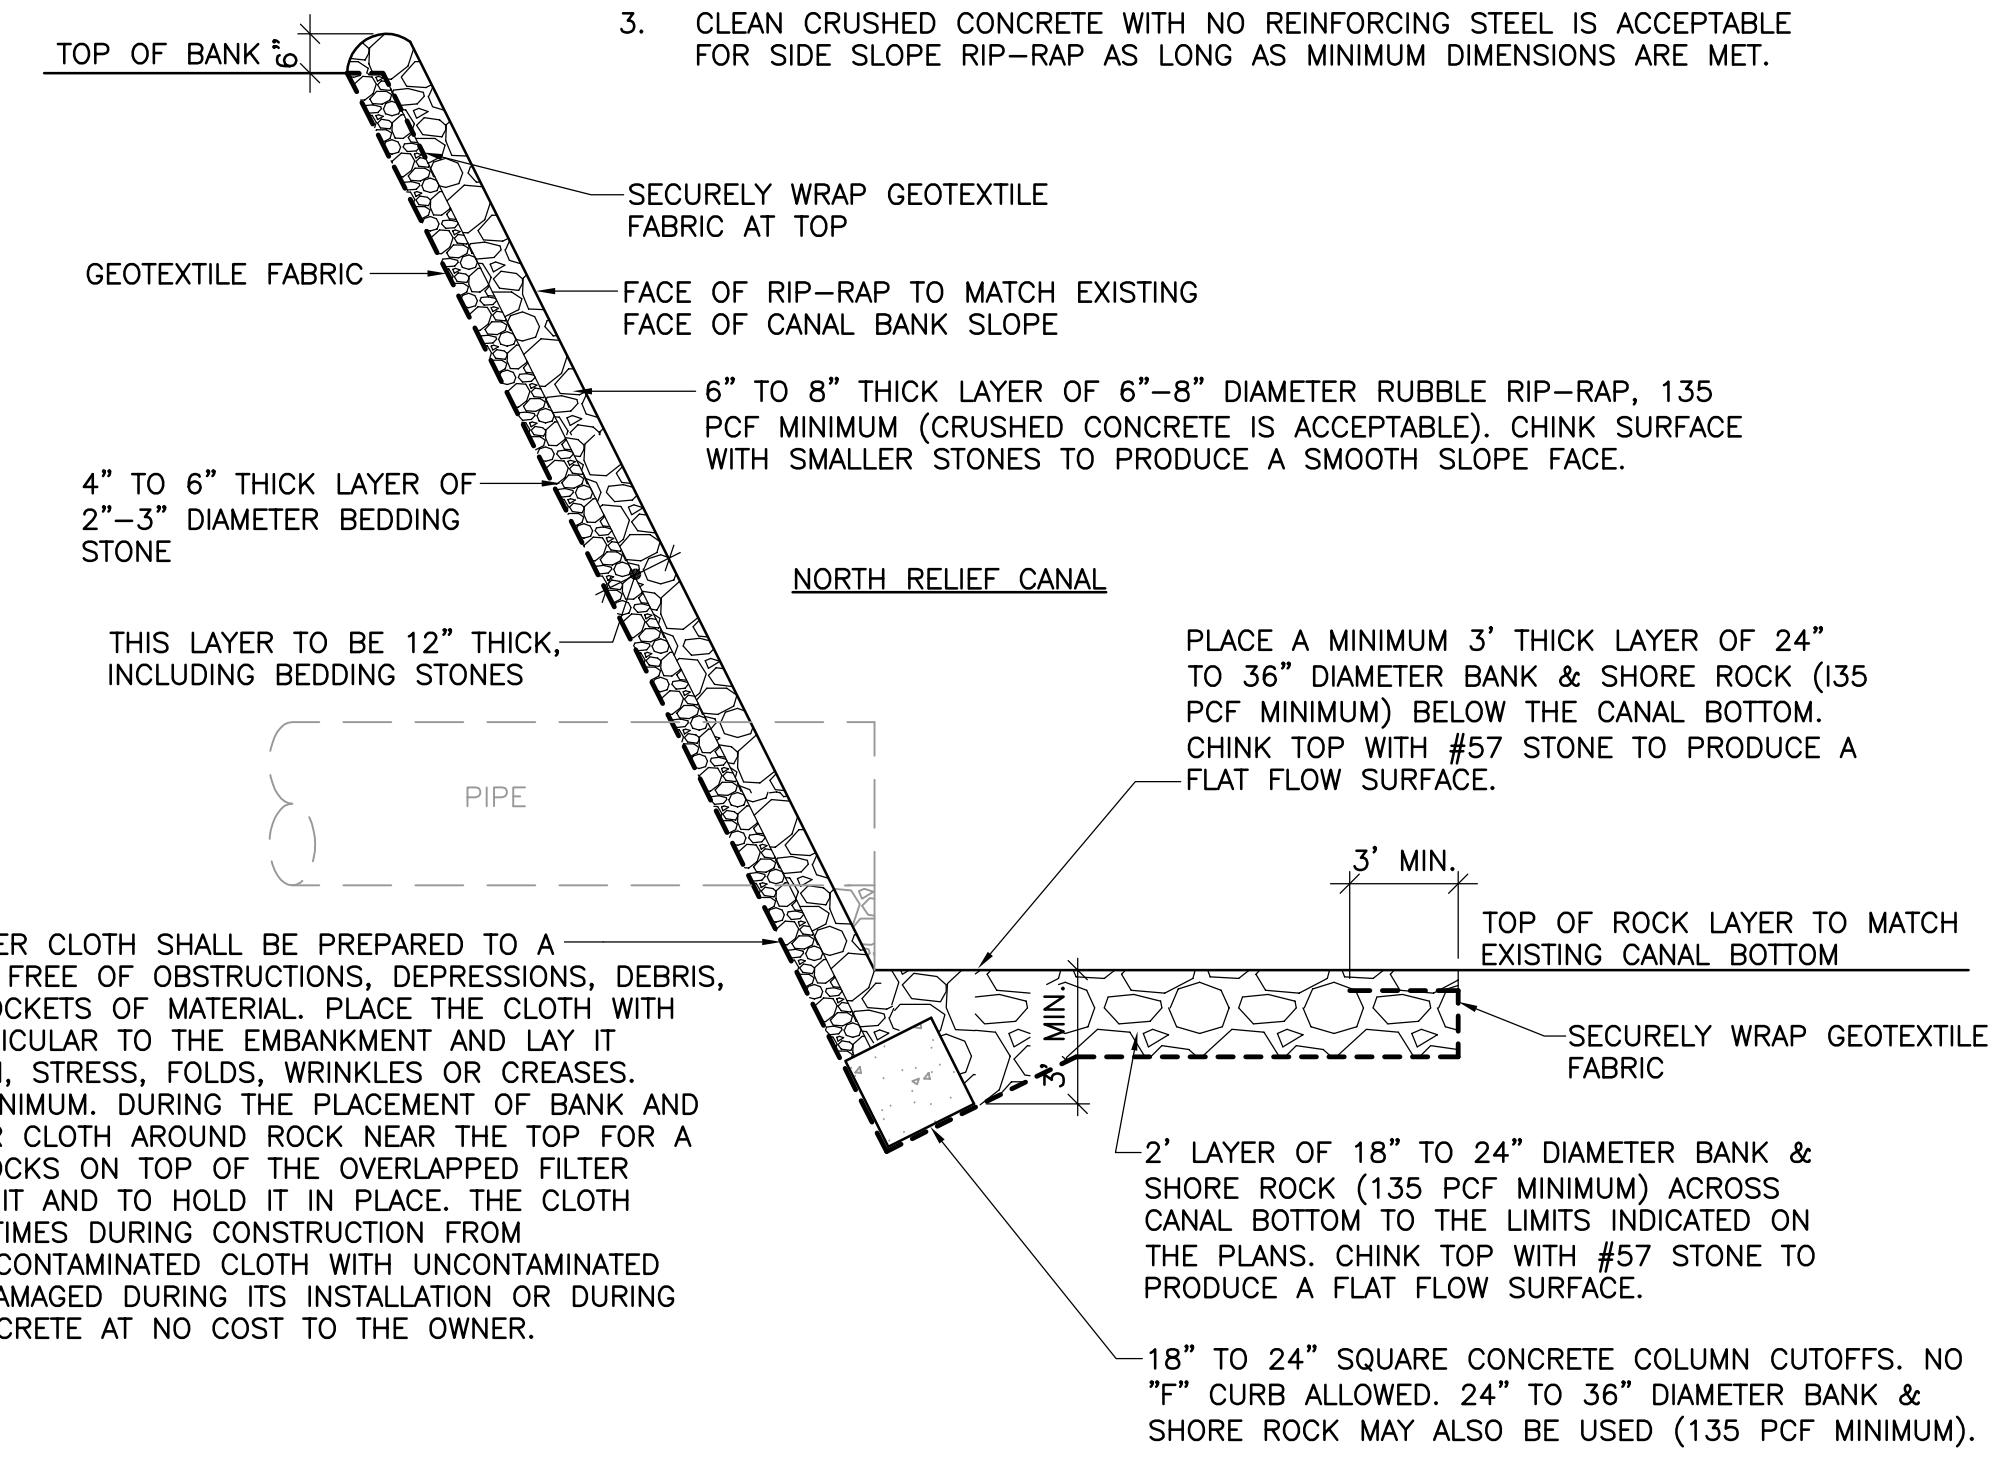 3. CLEAN CRUSHED CONCRETE WITH NO REINFORCING STEEL IS ACCEPTABLE
FOR SIDE SLOPE RIP-RAP AS LONG AS MINIMUM DIMENSIONS ARE MET.
TOP OF BANK
6"
SECURELY WRAP GEOTEXTILE
FABRIC AT TOP
GEOTEXTILE FABRIC
FACE OF RIP-RAP TO MATCH EXISTING
FACE OF CANAL BANK SLOPE
6" TO 8" THICK LAYER OF 6"-8" DIAMETER RUBBLE RIP-RAP, 135
PCF MINIMUM (CRUSHED CONCRETE IS ACCEPTABLE). CHINK SURFACE
WITH SMALLER STONES TO PRODUCE A SMOOTH SLOPE FACE.
4" TO 6" THICK LAYER OF
2"-3" DIAMETER BEDDING
STONE
NORTH RELIEF CANAL
THIS LAYER TO BE 12" THICK,
INCLUDING BEDDING STONES
PLACE A MINIMUM 3' THICK LAYER OF 24"
TO 36" DIAMETER BANK & SHORE ROCK (135
PCF MINIMUM) BELOW THE CANAL BOTTOM.
CHINK TOP WITH #57 STONE TO PRODUCE A
FLAT FLOW SURFACE.
PIPE
3' MIN.
TOP OF ROCK LAYER TO MATCH
EXISTING CANAL BOTTOM
ER CLOTH SHALL BE PREPARED TO A
FREE OF OBSTRUCTIONS, DEPRESSIONS, DEBRIS,
OCKETS OF MATERIAL. PLACE THE CLOTH WITH
ICULAR TO THE EMBANKMENT AND LAY IT
, STRESS, FOLDS, WRINKLES OR CREASES.
NIMUM. DURING THE PLACEMENT OF BANK AND
R CLOTH AROUND ROCK NEAR THE TOP FOR A
OCKS ON TOP OF THE OVERLAPPED FILTER
IT AND TO HOLD IT IN PLACE. THE CLOTH
TIMES DURING CONSTRUCTION FROM
CONTAMINATED CLOTH WITH UNCONTAMINATED
AMAGED DURING ITS INSTALLATION OR DURING
CRETE AT NO COST TO THE OWNER.
3' MIN.
SECURELY WRAP GEOTEXTILE
FABRIC
2' LAYER OF 18" TO 24" DIAMETER BANK &
SHORE ROCK (135 PCF MINIMUM) ACROSS
CANAL BOTTOM TO THE LIMITS INDICATED ON
THE PLANS. CHINK TOP WITH #57 STONE TO
PRODUCE A FLAT FLOW SURFACE.
18" TO 24" SQUARE CONCRETE COLUMN CUTOFFS. NO
"F" CURB ALLOWED. 24" TO 36" DIAMETER BANK &
SHORE ROCK MAY ALSO BE USED (135 PCF MINIMUM).